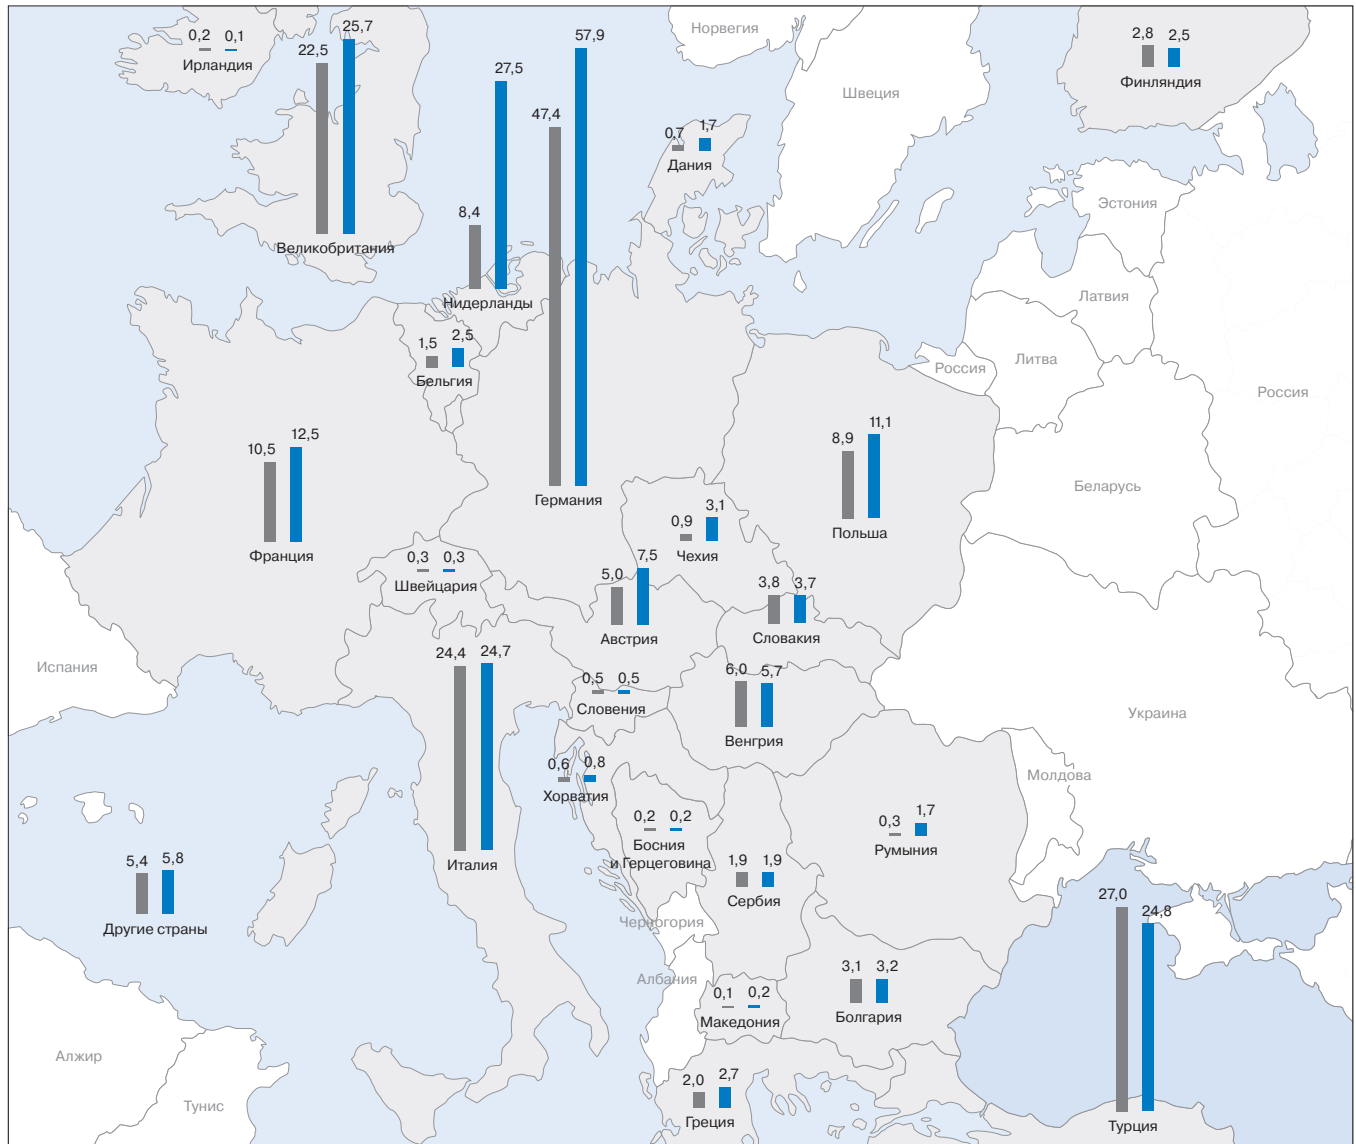 0,2 0,1
Ирландия
22,5 25,7
Великобритания
8,4 27,5
Нидерланды
47,4 57,9
Германия
Норвегия
Швеция
0,7 1,7
Дания
2,8 2,5
Финляндия
Эстония
Латвия
Литва
Россия
Россия
Беларусь
1,5 2,5
Бельгия
10,5 12,5
Франция
8,9 11,1
Польша
0,9 3,1
Чехия
0,3 0,3
Швейцария
5,0 7,5
Австрия
3,8 3,7
Словакия
Испания
24,4 24,7
Италия
0,5 0,5
Словения
6,0 5,7
Венгрия
Украина
Молдова
0,6 0,8
Хорватия
0,2 0,2
Босния
и Герцеговина
0,3 1,7
Румыния
5,4 5,8
Другие страны
1,9 1,9
Сербия
Черногория
Албания
27,0 24,8
Турция
0,1 0,2
Македония
3,1 3,2
Болгария
Алжир
Тунис
2,0 2,7
Греция